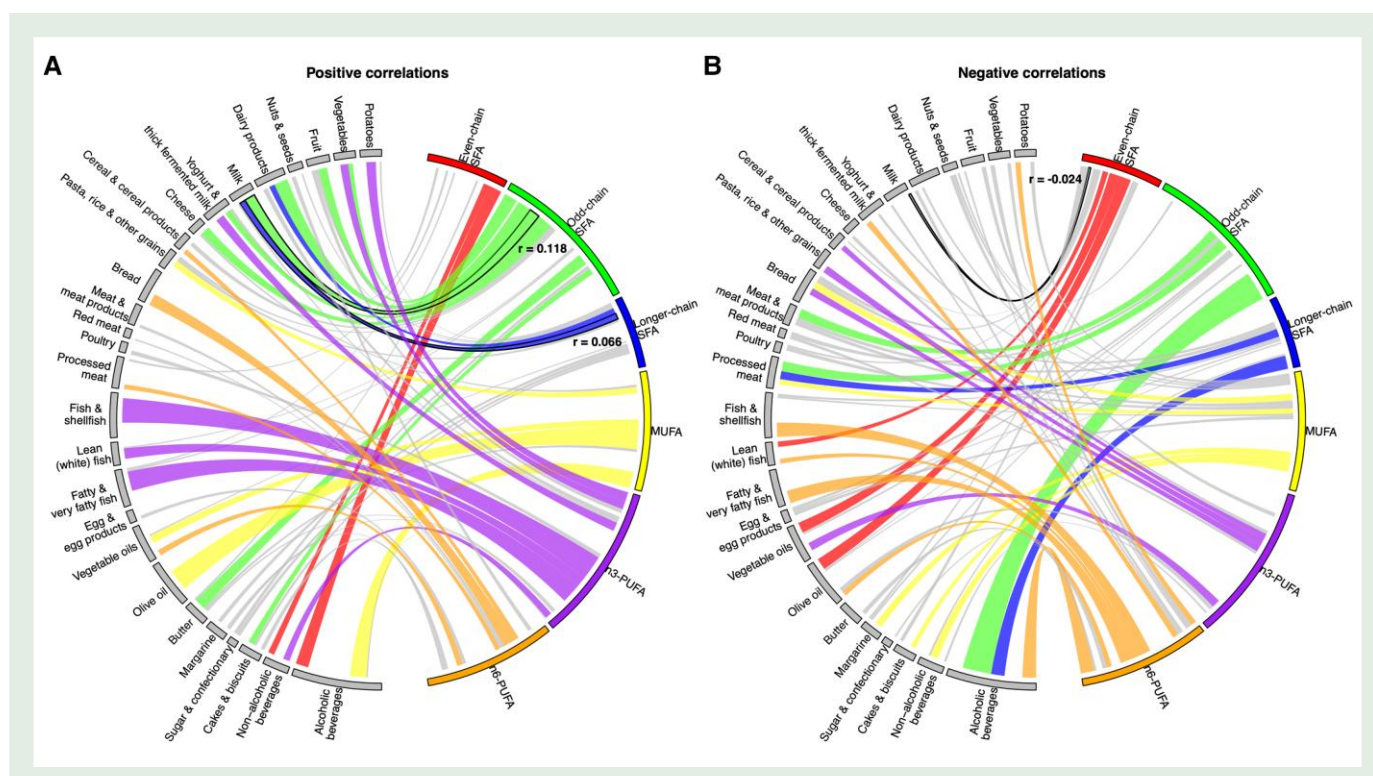 A
Positive correlations
Potatoes
Vegetables
Fruit
Nuts & seeds
Dairy products
Milk
Yoghurt &
thick fermented milk
Cheese
Cereal & cereal products
Pasta, rice & other grains
Bread
Meat &
meat products
Red meat
Poultry
Processed
meat
Fish &
shellfish
Lean
(white) fish
Fatty &
very fatty fish
Egg &
egg products
Vegetable oils
Olive oil
Butter
Margarine
Sugar & confectionary
Cakes & biscuits
Non-alcoholic
beverages
Alcoholic
beverages
Even-chain
SFA
Odd-chain
SFA
r = 0.118
Longer-chain
SFA
r = 0.066
MUFA
n3-PUFA
n6-PUFA
B
Negative correlations
Potatoes
Vegetables
Fruit
Nuts & seeds
Dairy products
Milk
Yoghurt &
thick fermented milk
Cheese
Cereal & cereal products
Pasta, rice & other grains
Bread
Meat &
meat products
Red meat
Poultry
Processed
meat
Fish &
shellfish
Lean
(white) fish
Fatty &
very fatty fish
Egg &
egg products
Vegetable oils
Olive oil
Butter
Margarine
Sugar & confectionary
Cakes & biscuits
Non-alcoholic
beverages
Alcoholic
beverages
Even-chain
SFA
r = -0.024
Odd-chain
SFA
Longer-chain
SFA
MUFA
n3-PUFA
n6-PUFA